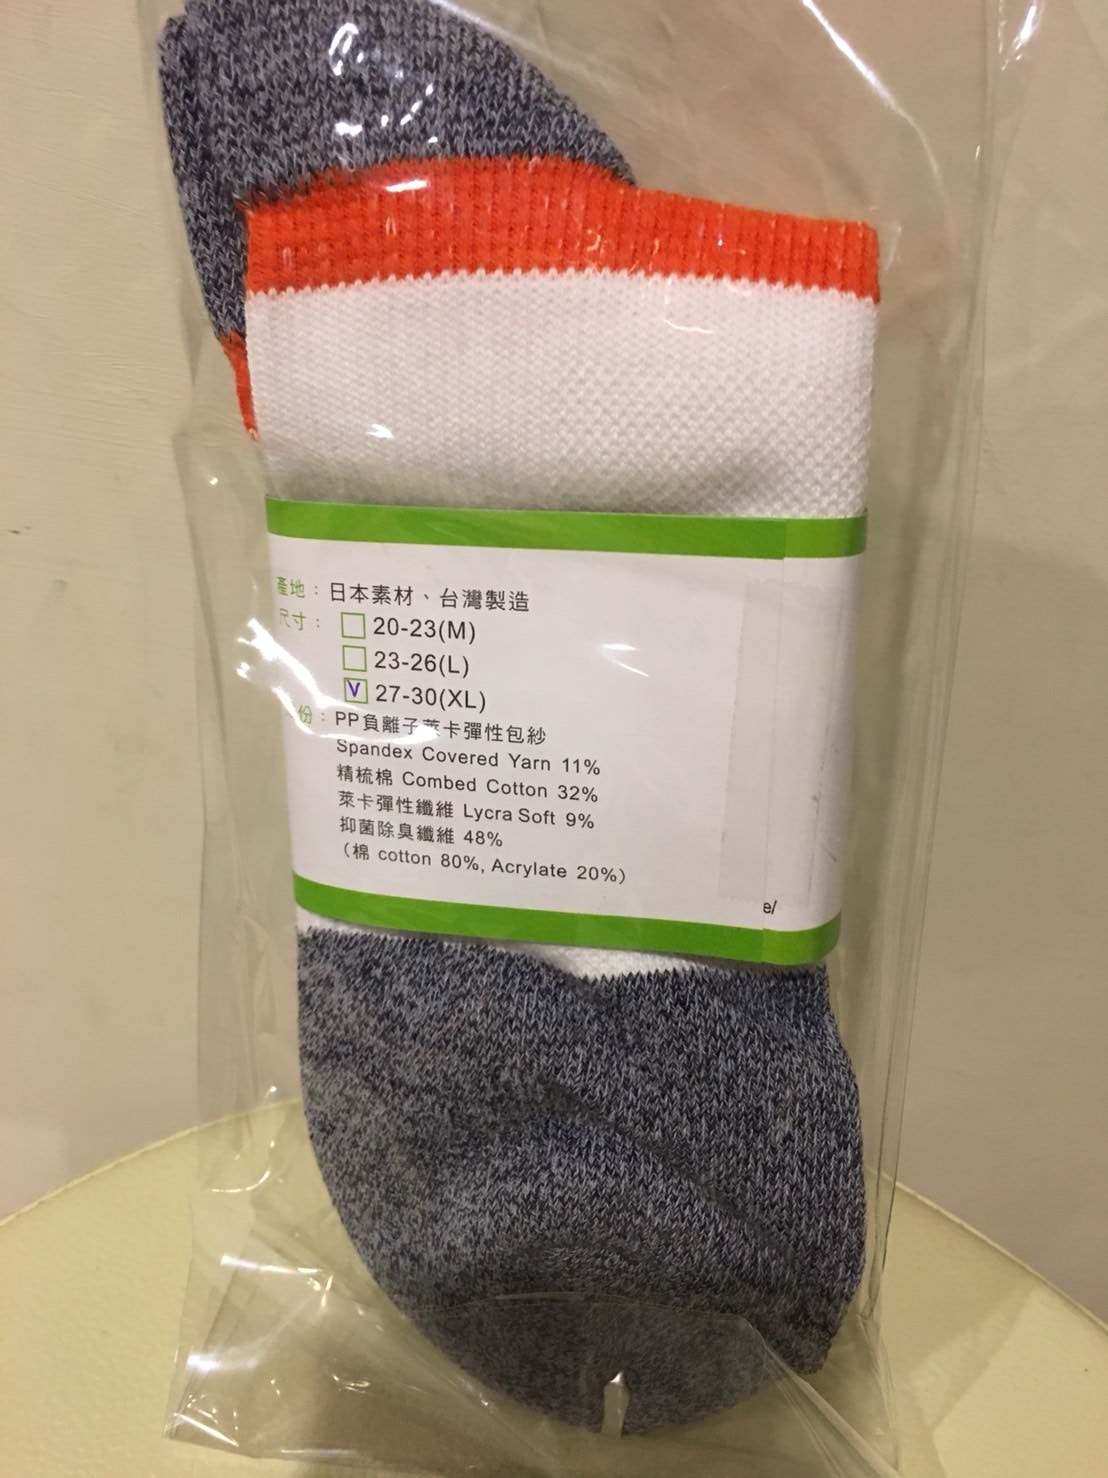 產地：日本素材、台灣製造
尺寸： 20-23(M)
23-26(L)
V 27-30(XL)
份：PP負離子萊卡彈性包紗
Spandex Covered Yarn 11%
精梳棉 Combed Cotton 32%
萊卡彈性纖維 Lycra Soft 9%
抑菌除臭纖維 48%
（棉 cotton 80%, Acrylate 20%）
e/